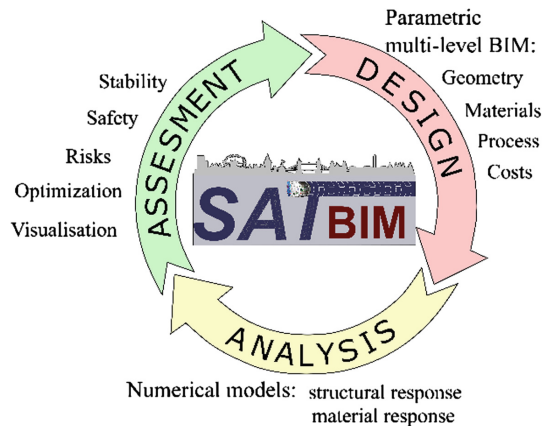 Parametric
multi-level BIM:
Geometry
Materials
Process
Costs
DESIGN
Stability
Safety
Risks
Optimization
Visualisation
ASSESMENT
SAT BIM
ANALYSIS
Numerical models: structural response
material response